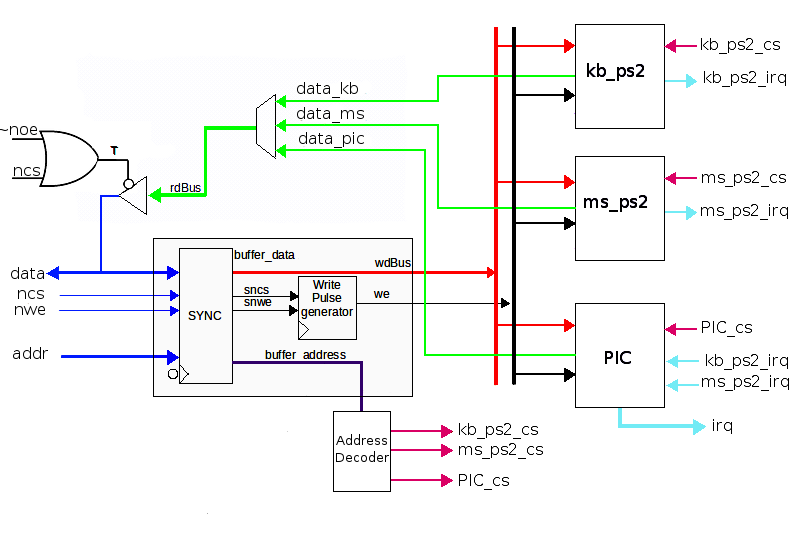 kb_ps2_cs
kb_ps2
kb_ps2_irq
data_kb
data_ms
data_pic
~noe
T
ncs
rdBus
ms_ps2_cs
ms_ps2
ms_ps2_irq
buffer_data
wdBus
data
ncs
nwe
sncs
snwe
Write
Pulse
generator
we
SYNC
addr
buffer_address
PIC_cs
PIC
kb_ps2_irq
ms_ps2_irq
irq
Address
Decoder
kb_ps2_cs
ms_ps2_cs
PIC_cs